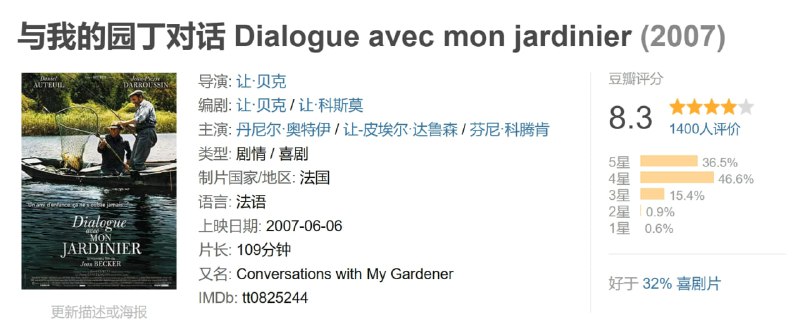 与我的园丁对话 Dialogue avec mon jardinier (2007)
Daniel AUTEUIL
Jean-Pierre DARROUSSIN
Un ami d'enfance ça ne s'oublie jamais...
Dialogue
avec
MON
JARDINIER
Jean BECKER
更新描述或海报
导演: 让·贝克
编剧: 让·贝克 / 让·科斯莫
主演: 丹尼尔·奥特伊 / 让-皮埃尔·达鲁森 / 芬妮·科腾肯
类型: 剧情 / 喜剧
制片国家/地区: 法国
语言: 法语
上映日期: 2007-06-06
片长: 109分钟
又名: Conversations with My Gardener
IMDb: tt0825244
豆瓣评分
8.3
1400人评价
5星 36.5%
4星 46.6%
3星 15.4%
2星 0.9%
1星 0.6%
好于 32% 喜剧片